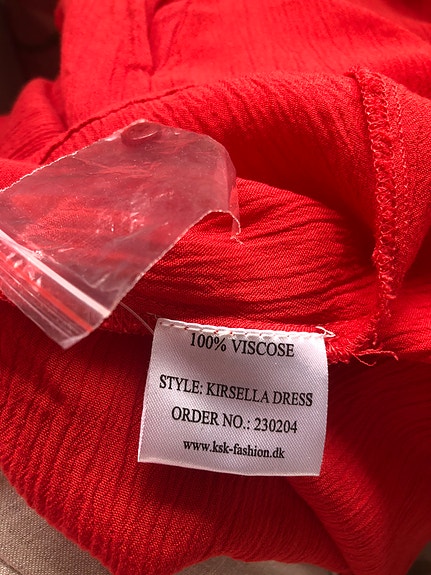 100% VISCOSE
STYLE: KIRSELLA DRESS
ORDER NO.: 230204
www.ksk-fashion.dk